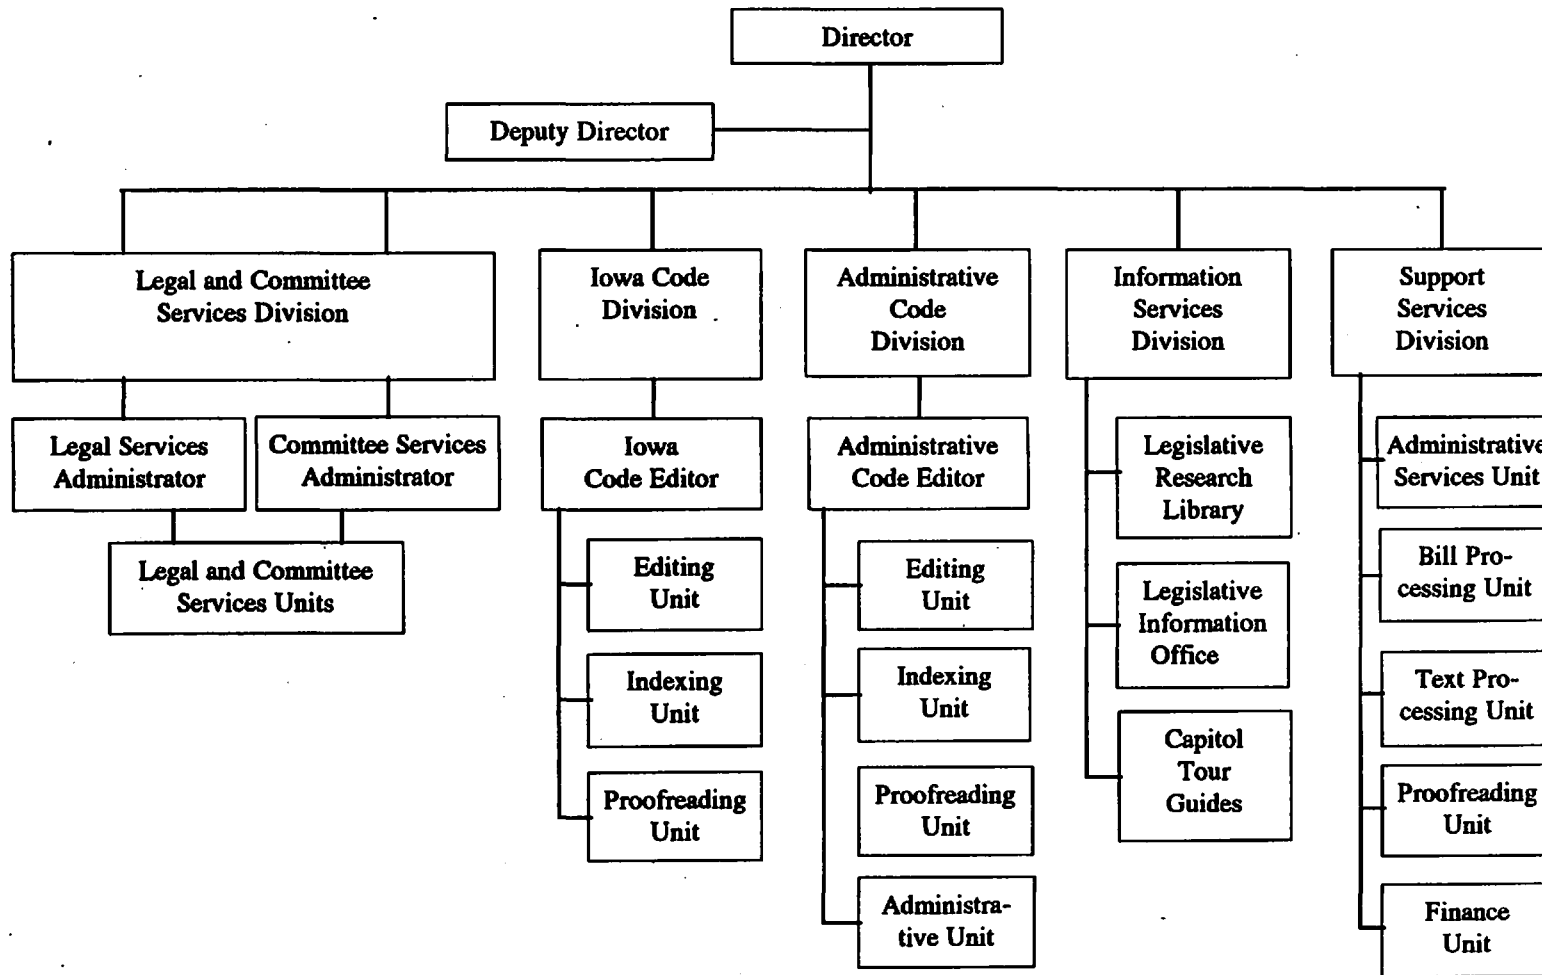 Director
Deputy Director
Legal and Committee
Services Division
Iowa Code
Division
Administrative
Code
Division
Information
Services
Division
Support
Services
Division
Legal Services
Administrator
Committee Services
Administrator
Legal and Committee
Services Units
Iowa
Code Editor
Editing
Unit
Indexing
Unit
Proofreading
Unit
Administrative
Code Editor
Editing
Unit
Indexing
Unit
Proofreading
Unit
Administra-
tive Unit
Legislative
Research
Library
Legislative
Information
Office
Capitol
Tour
Guides
Administrative
Services Unit
Bill Pro-
cessing Unit
Text Pro-
cessing Unit
Proofreading
Unit
Finance
Unit